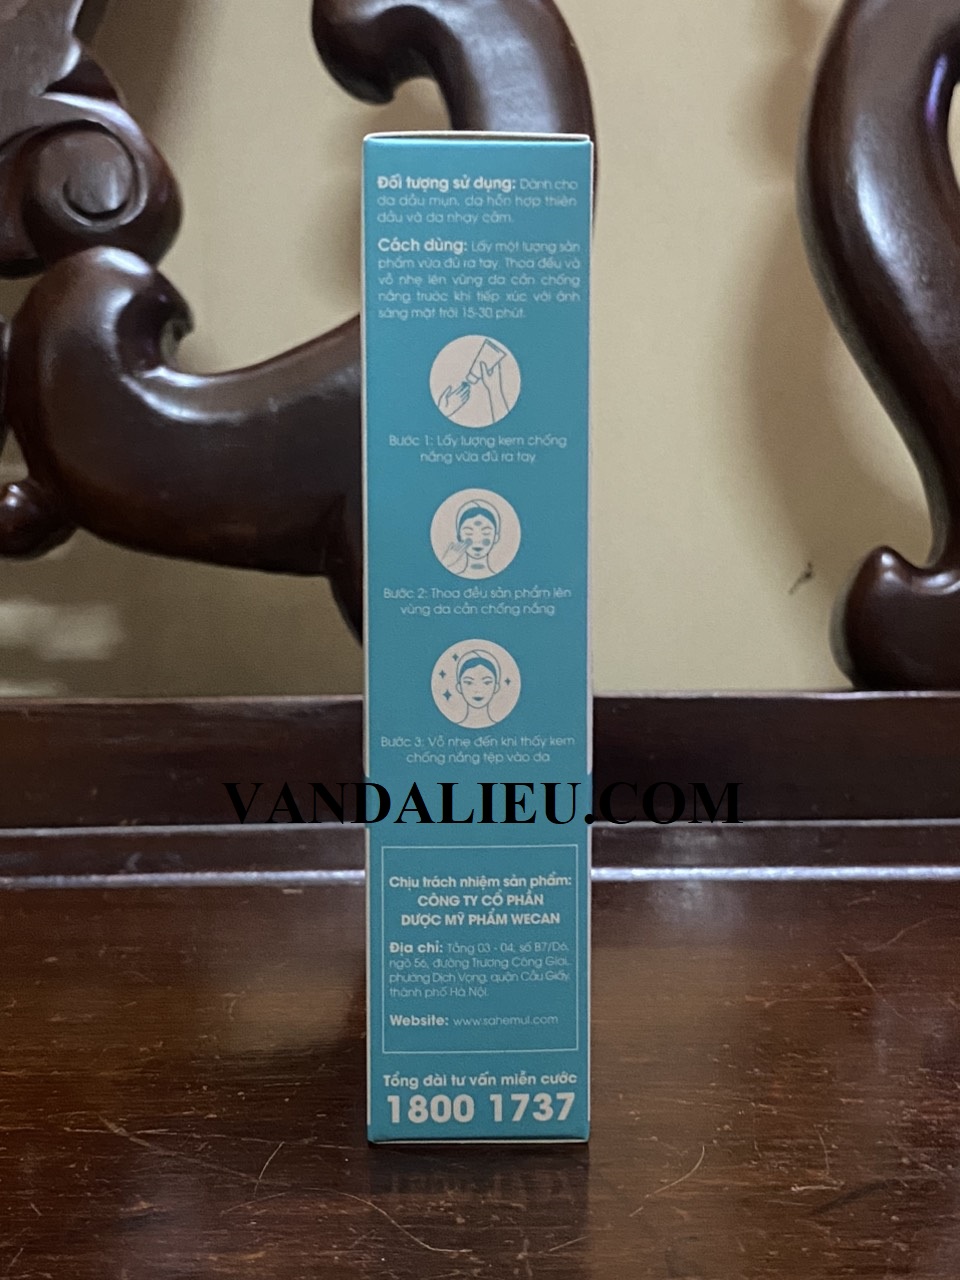 Đối tượng sử dụng: Dành cho
da dầu mụn, da hỗn hợp thiên
dầu và da nhạy cảm.
Cách dùng: Lấy một lượng sản
phẩm vừa đủ ra tay. Thoa đều và
vỗ nhẹ lên vùng da cần chống
nắng trước khi tiếp xúc với ánh
sáng mặt trời 15-30 phút.
Bước 1: Lấy lượng kem chống
nắng vừa đủ ra tay.
Bước 2: Thoa đều sản phẩm lên
vùng da cần chống nắng
Bước 3: Vỗ nhẹ đến khi thấy kem
chống nắng tệp vào da
VANDALIEU.COM
Chịu trách nhiệm sản phẩm:
CÔNG TY CỔ PHẦN
DƯỢC MỸ PHẨM WECAN
Địa chỉ: Tầng 03 - 04, số B7/D6,
ngõ 56, đường Trương Công Giai,
phường Dịch Vọng, quận Cầu Giấy,
thành phố Hà Nội.
Website: www.sahemul.com
Tổng đài tư vấn miễn cước
1800 1737